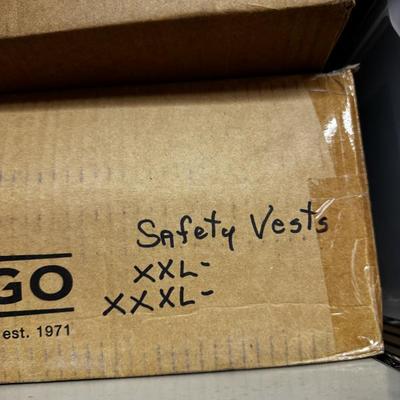 Safety Vests
XXL-
XXXL-
GO
est. 1971